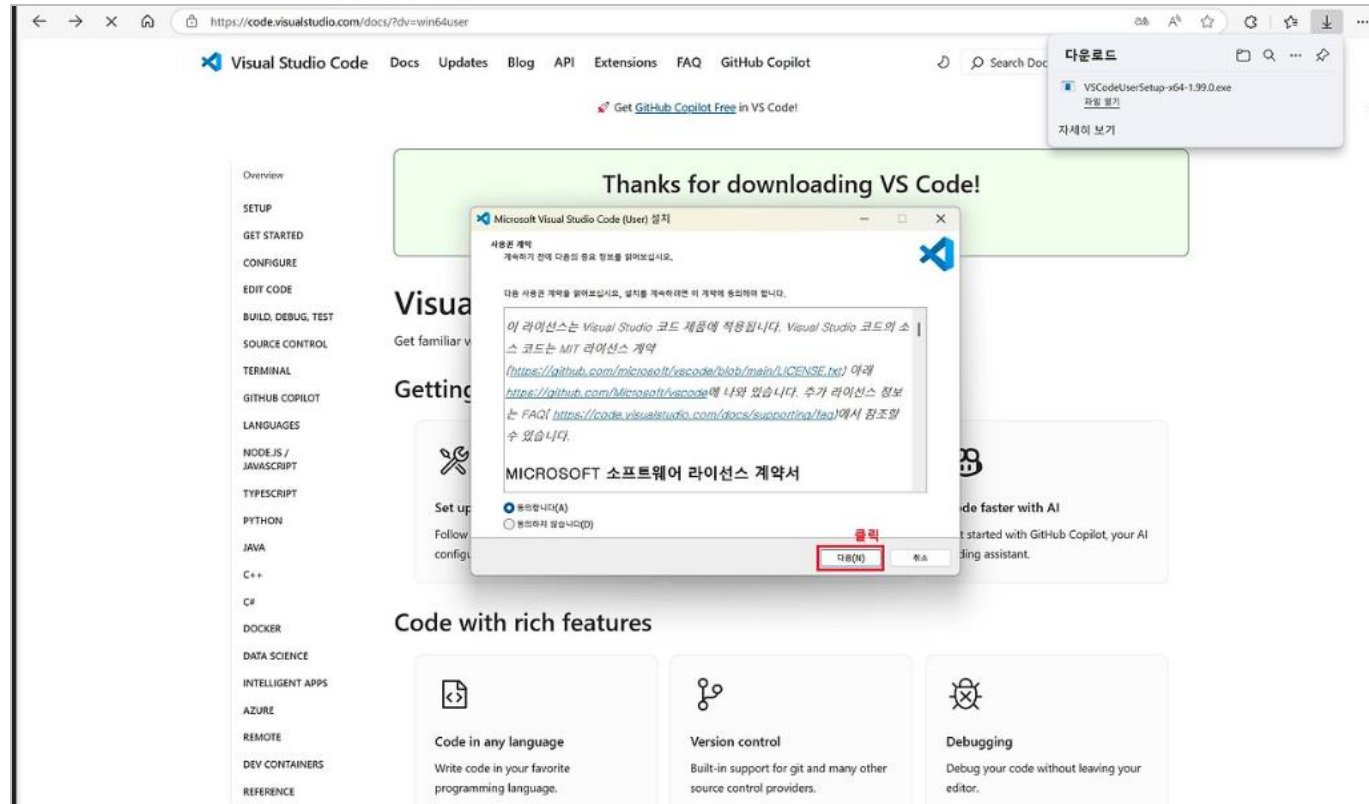 https://code.visualstudio.com/docs/?dv=win64user
Visual Studio Code
Docs Updates Blog API Extensions FAQ GitHub Copilot
Search Doc
다운로드
VSCodeUserSetup-x64-1.99.0.exe
파일 열기
자세히 보기
🚀 Get GitHub Copilot Free in VS Code!
Overview
SETUP
GET STARTED
CONFIGURE
EDIT CODE
BUILD, DEBUG, TEST
SOURCE CONTROL
TERMINAL
GITHUB COPILOT
LANGUAGES
NODE.JS /
JAVASCRIPT
TYPESCRIPT
PYTHON
JAVA
C++
C#
DOCKER
DATA SCIENCE
INTELLIGENT APPS
AZURE
REMOTE
DEV CONTAINERS
REFERENCE
Thanks for downloading VS Code!
Visua
Get familiar
Getting
Microsoft Visual Studio Code (User) 설치
사용권 계약
계속하기 전에 다음의 중요 정보를 읽어보십시오.
다음 사용권 계약을 읽어보십시오, 설치를 계속하려면 이 계약에 동의해야 합니다.
이 라이선스는 Visual Studio 코드 제품에 적용됩니다. Visual Studio 코드의 소
스 코드는 MIT 라이선스 계약
(https://github.com/microsoft/vscode/blob/main/LICENSE.txt) 아래
https://github.com/Microsoft/vscode에 나와 있습니다. 추가 라이선스 정보
는 FAQ( https://code.visualstudio.com/docs/supporting/faq)에서 참조할
수 있습니다.
MICROSOFT 소프트웨어 라이선스 계약서
동의합니다(A)
동의하지 않습니다(D)
클릭
다음(N) 취소
Set up
Follow
config
de faster with AI
t started with GitHub Copilot, your AI
ding assistant.
Code with rich features
Code in any language
Write code in your favorite
programming language.
Version control
Built-in support for git and many other
source control providers.
Debugging
Debug your code without leaving your
editor.